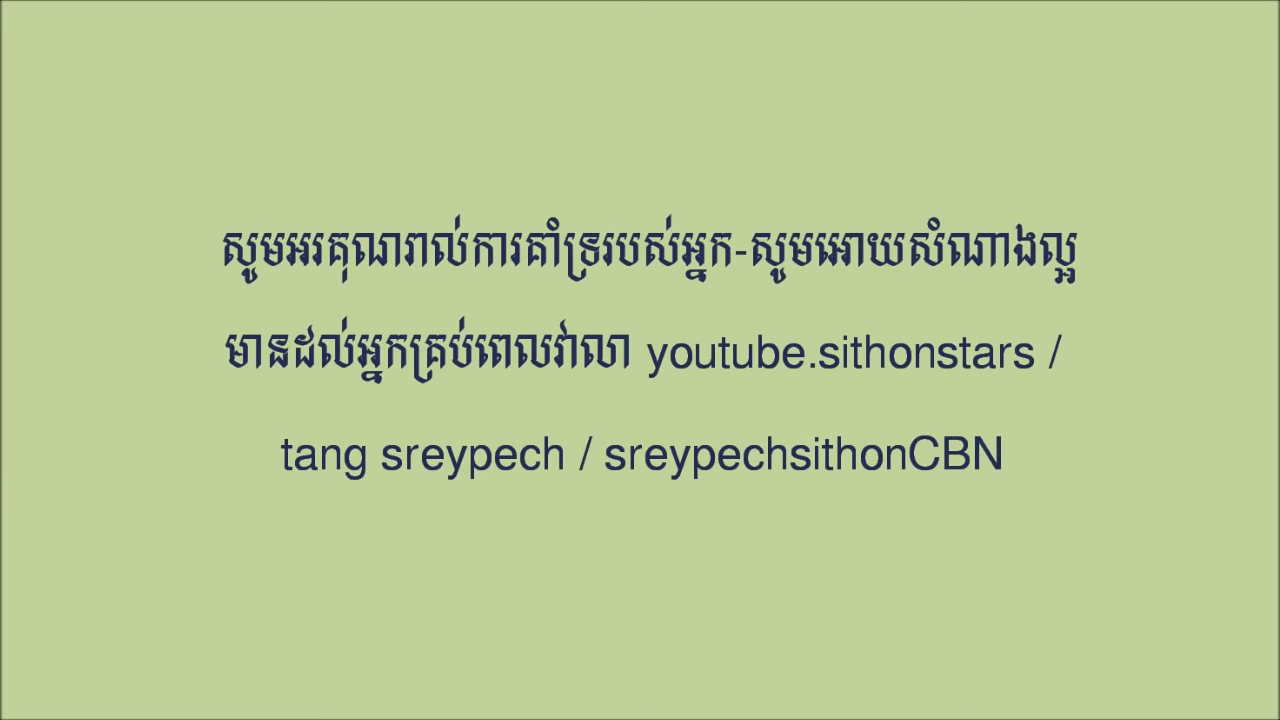 សូមអរគុណរាល់ការគាំទ្ររបស់អ្នក-សូមអោយសំណាងល្អ
មានដល់អ្នកគ្រប់ពេលវាលា youtube.sithonstars /
tang sreypech / sreypechsithonCBN